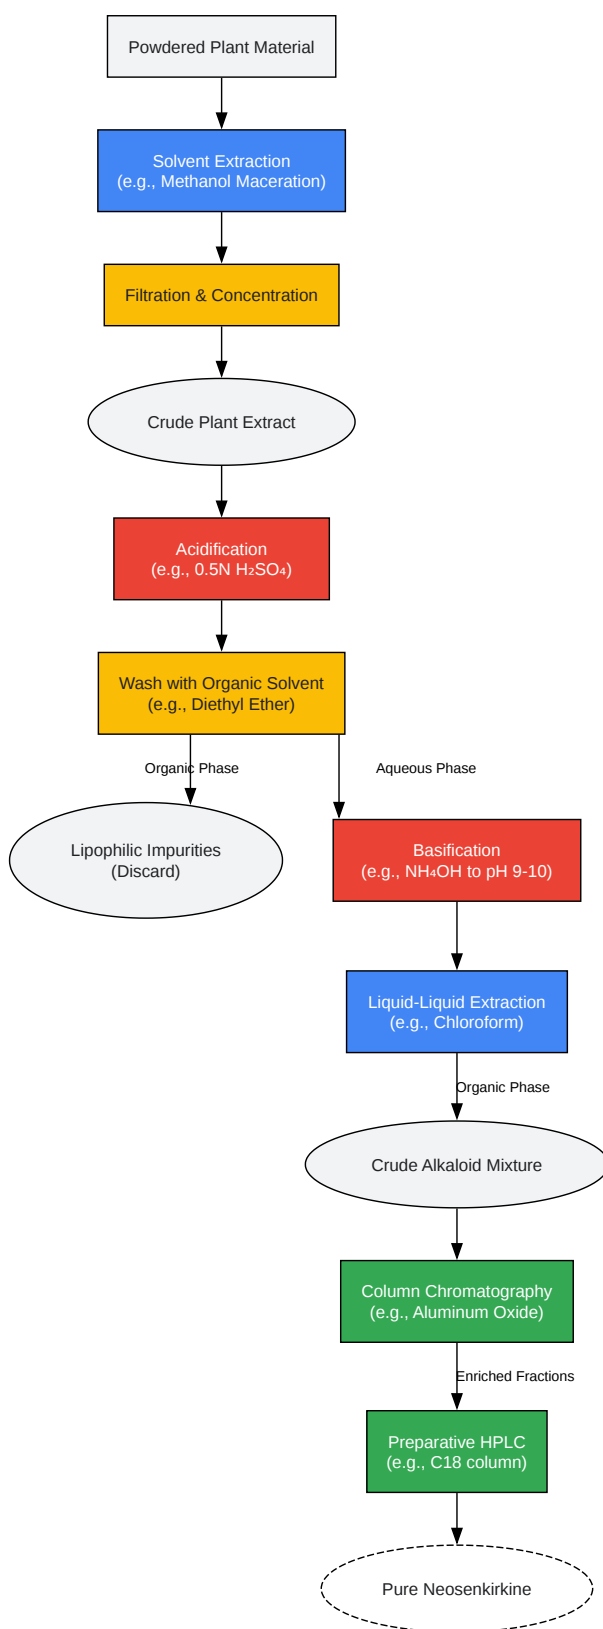 Powdered Plant Material
Solvent Extraction
(e.g., Methanol Maceration)
Filtration & Concentration
Crude Plant Extract
Acidification
(e.g., 0.5N H₂SO₄)
Wash with Organic Solvent
(e.g., Diethyl Ether)
Organic Phase
Aqueous Phase
Lipophilic Impurities
(Discard)
Basification
(e.g., NH₄OH to pH 9-10)
Liquid-Liquid Extraction
(e.g., Chloroform)
Organic Phase
Crude Alkaloid Mixture
Column Chromatography
(e.g., Aluminum Oxide)
Enriched Fractions
Preparative HPLC
(e.g., C18 column)
Pure Neosenkirkine